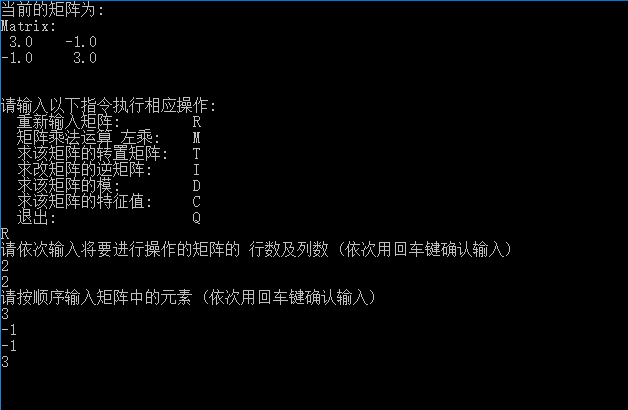 当前的矩阵为:
Matrix:
3.0 -1.0
-1.0 3.0
请输入以下指令执行相应操作:
重新输入矩阵: R
矩阵乘法运算_左乘: M
求该矩阵的转置矩阵: T
求改矩阵的逆矩阵: I
求该矩阵的模: D
求该矩阵的特征值: C
退出: Q
R
请依次输入将要进行操作的矩阵的 行数及列数 (依次用回车键确认输入)
2
2
请按顺序输入矩阵中的元素 (依次用回车键确认输入)
3
-1
-1
3